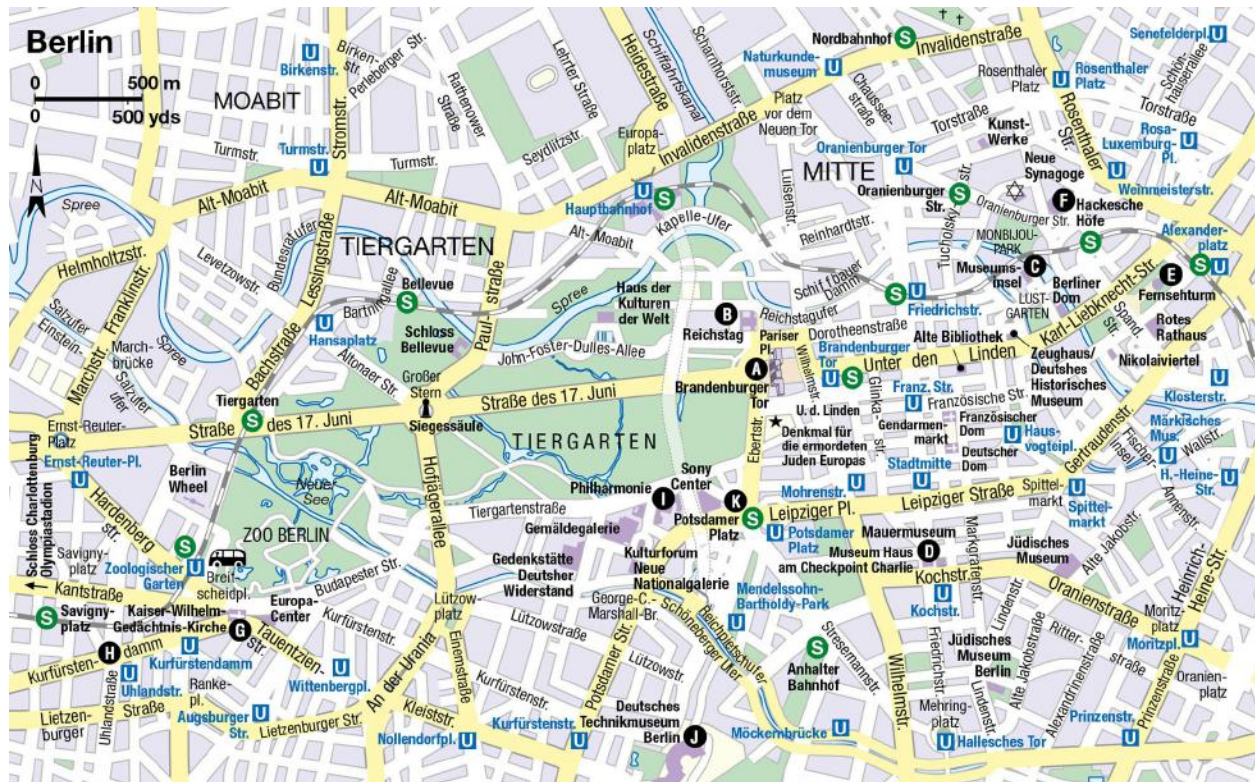 Berlin
0 500 m
0 500 yds
N
MOABIT
TIERGARTEN
MITTE
TIERGARTEN
ZOO BERLIN
U
Birkenstr.
Birken-
str.
Perleberger Str.
Rathenower
Straße
Lehrter Straße
Seydlitzstr.
Heidestraße
Schiffahrtskanal
Scharnhorststr.
Naturkunde-
museum
U
Nordbahnhof
S
Invalidenstraße
Chaussee-
straße
Rosenthaler
Platz
U
Rosenthaler
Platz
Senefelderpl.
U
Schön-
hauserallee
Torstraße
Torstraße
Rosenthaler
Str.
Rosa-
Luxemburg-
Pl.
U
Weinmeisterstr.
U
Kunst-
Werke
Neue
Synagoge
F
Hackesche
Höfe
S
Platz
vor dem
Neuen Tor
Oranienburger Tor
U
Oranienburger
Str.
S
Oranienburger Str.
Tucholsky
str.
MONBIJOU-
PARK
Alexander-
platz
S
U
Turmstr.
U
Turmstr.
Turmstr.
Stromstr.
Alt-Moabit
Alt-Moabit
Alt-Moabit
Europa-
platz
Invalidenstraße
U
S
Hauptbahnhof
Kapelle-Ufer
Luisenstr.
Reinhardtstr.
Schiffbauer
Damm
Spree
Spree
Spree
Helmholtzstr.
Levetzowstr.
Bundesratufer
Lessingstraße
Bartningallee
Bellevue
S
Schloss
Bellevue
Paul
straße
Haus der
Kulturen
der Welt
B
Reichstag
Reichstagufer
Dorotheenstraße
S
U
Friedrichstr.
Museums-
insel
C
Berliner
Dom
LUST-
GARTEN
Karl-Liebknecht-Str.
E
Fernsehturm
Rotes
Rathaus
Spand.
Str.
Nikolaiviertel
Alte Bibliothek
Zeughaus/
Deutshes
Historisches
Museum
Salzufer
Einstein-
March-
brücke
Franklinstr.
Marchstr.
Salz-
ufer
Bachstraße
U
Hansaplatz
Altonaer Str.
Großer
Stern
Siegessäule
John-Foster-Dulles-Allee
Straße des 17. Juni
Straße des 17. Juni
A
Brandenburger
Tor
Pariser
Pl.
Wilhelmstr.
Brandenburger
Tor
U
S
Unter den Linden
U. d. Linden
Glinka-
str.
Franz. Str.
U
Französische Str.
Französischer
Dom
Gendarmen-
markt
Deutscher
Dom
U
Haus-
vogteipl.
Klosterstr.
U
Märkisches
Mus.
U
Wallstr.
Fischer-
insel
Gertraudenstr.
H.-Heine-
Str.
U
Annenstr.
Denkmal für
die ermordeten
Juden Europas
Ebertstr.
Stadtmitte
U
Mohrenstr.
U
Leipziger Straße
Leipziger Pl.
Spittel-
markt
U
Spittel-
markt
Tiergarten
S
Ernst-Reuter-
Platz
Ernst-Reuter-Pl.
U
Schloss Charlottenburg
Olympiastadion
Hardenberg
str.
Berlin
Wheel
Neuer
See
Hofjägerallee
Tiergartenstraße
Philharmonie
I
Sony
Center
K
Potsdamer
Platz
S
U
Potsdamer
Platz
Gemäldegalerie
Gedenkstätte
Deutsher
Widerstand
Kulturforum
Neue
Nationalgalerie
Mauermuseum
Museum Haus
am Checkpoint Charlie
D
Kochstr.
U
Kochstr.
Markgrafenstr.
Jüdisches
Museum
Alte Jakobstr.
Heinrich-
Heine-Str.
Oranienstraße
Savigny-
platz
Kantstraße
S
Savigny-
platz
S
Zoologischer
Garten
U
Breit-
scheidpl.
Budapester Str.
Kaiser-Wilhelm-
Gedächtnis-Kirche
G
Europa-
Center
Tauentzien-
str.
Kurfürsten-
damm
H
U
Kurfürstendamm
U
Uhlandstr.
Uhlandstraße
Ranke-
pl.
Augsburger
Str.
U
Lietzen-
burger
Straße
Lietzenburger Str.
Wittenbergpl.
U
Kurfürstenstr.
Lützow-
platz
An der Urania
Einemstraße
Kleiststr.
Nollendorfpl.
U
Kurfürstenstr.
Kurfürstenstr.
U
Lützowstraße
Lützowstr.
Potsdamer Str.
George-C.-
Marshall-Br.
Schöneberger Ufer
Reichpietschufer
Mendelssohn-
Bartholdy-Park
U
Deutsches
Technikmuseum
Berlin
J
S
Anhalter
Bahnhof
Stresemannstr.
Möckernbrücke
U
Wilhelmstr.
Friedrichstr.
Mehring-
platz
U
Hallesches Tor
Jüdisches
Museum
Berlin
Lindenstr.
Lindenstr.
Alte Jakobstraße
Alexandrinenstraße
Ritter-
straße
Moritz-
platz
Moritzpl.
U
Oranien-
platz
Prinzenstr.
U
Prinzenstraße